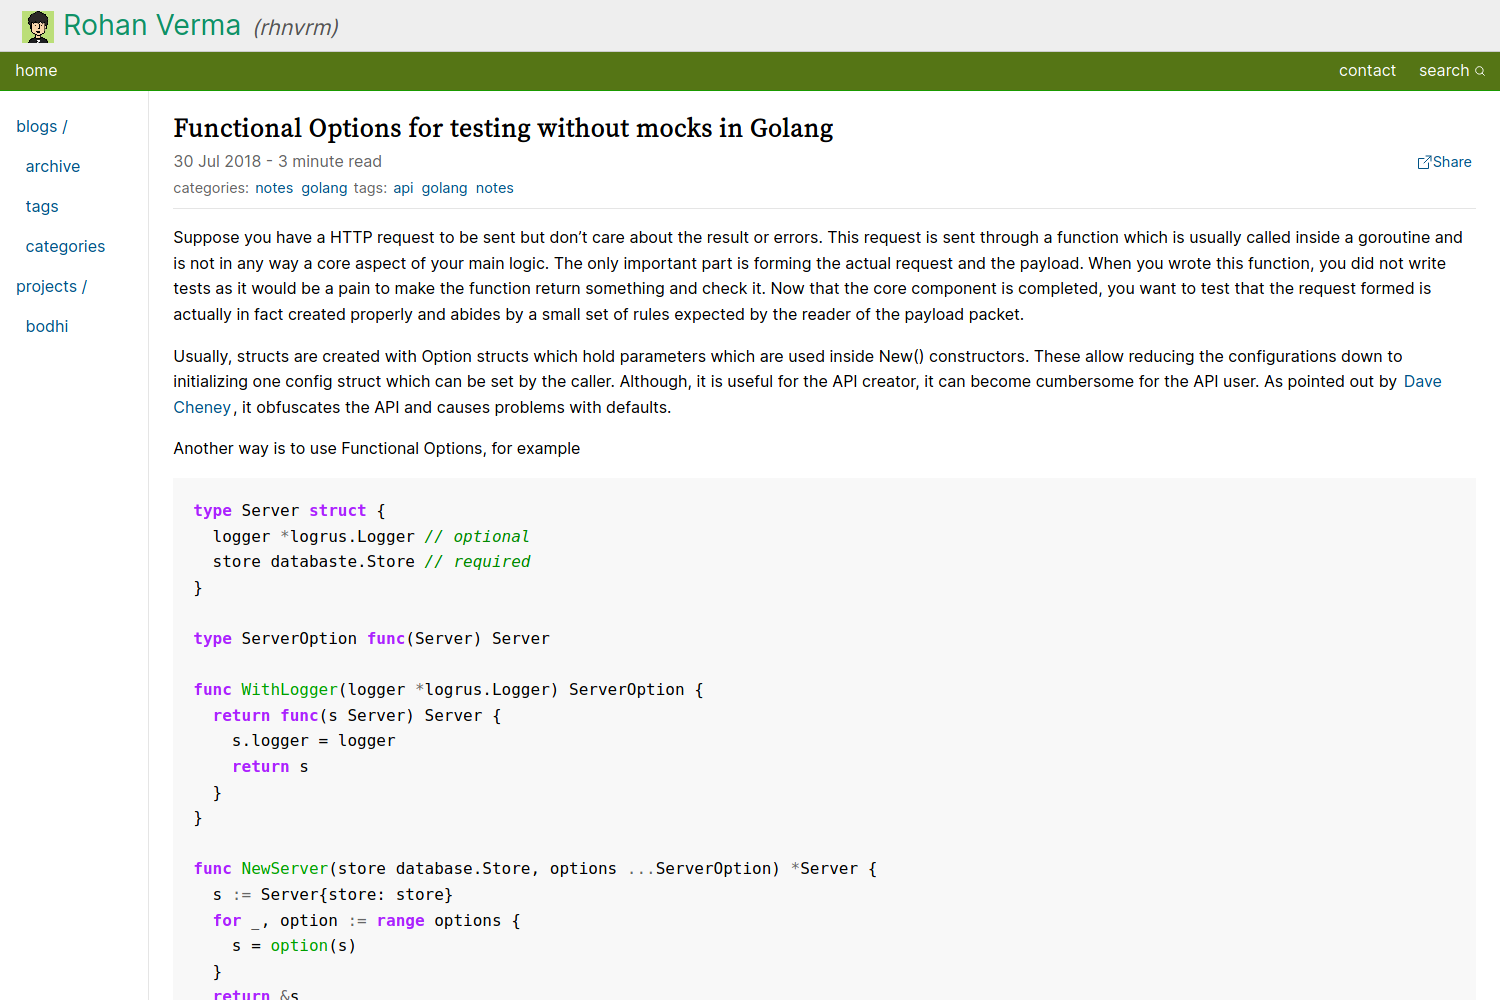 Rohan Verma (rhnvrm)
home
contact search
blogs /
archive
tags
categories
projects /
bodhi
Functional Options for testing without mocks in Golang
30 Jul 2018 - 3 minute read
Share
categories: notes golang tags: api golang notes
Suppose you have a HTTP request to be sent but don’t care about the result or errors. This request is sent through a function which is usually called inside a goroutine and
is not in any way a core aspect of your main logic. The only important part is forming the actual request and the payload. When you wrote this function, you did not write
tests as it would be a pain to make the function return something and check it. Now that the core component is completed, you want to test that the request formed is
actually in fact created properly and abides by a small set of rules expected by the reader of the payload packet.
Usually, structs are created with Option structs which hold parameters which are used inside New() constructors. These allow reducing the configurations down to
initializing one config struct which can be set by the caller. Although, it is useful for the API creator, it can become cumbersome for the API user. As pointed out by Dave
Cheney, it obfuscates the API and causes problems with defaults.
Another way is to use Functional Options, for example
type Server struct {
  logger *logrus.Logger // optional
  store databaste.Store // required
}
type ServerOption func(Server) Server
func WithLogger(logger *logrus.Logger) ServerOption {
  return func(s Server) Server {
    s.logger = logger
    return s
  }
}
func NewServer(store database.Store, options ...ServerOption) *Server {
  s := Server{store: store}
  for _, option := range options {
    s = option(s)
  }
  return &s